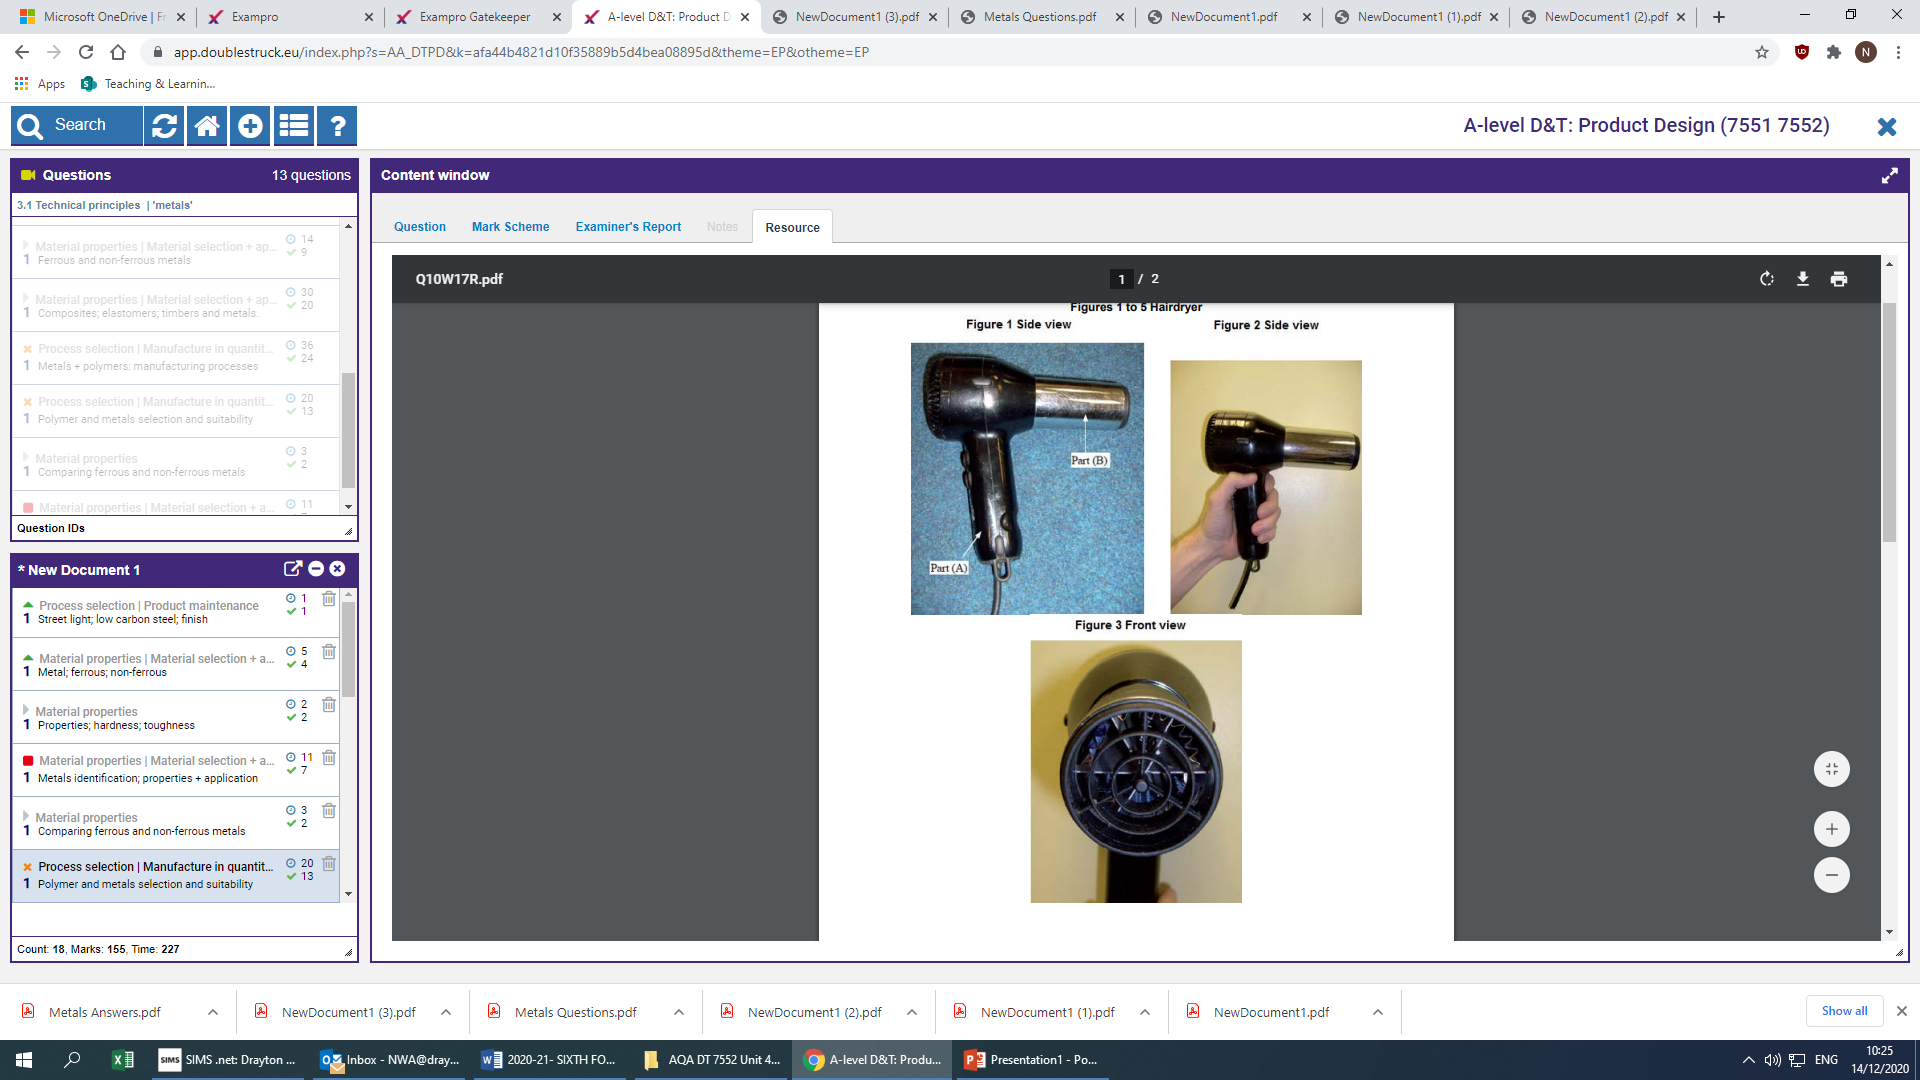 Microsoft OneDrive | Fr
Exampro
Exampro Gatekeeper
A-level D&T: Product D
NewDocument1 (3).pdf
Metals Questions.pdf
NewDocument1.pdf
NewDocument1 (1).pdf
NewDocument1 (2).pdf
app.doublestruck.eu/index.php?s=AA_DTPD&k=afa44b4821d10f35889b5d4bea08895d&theme=EP&otheme=EP
N
Apps
Teaching & Learnin...
Search
?
A-level D&T: Product Design (7551 7552)
Questions 13 questions
3.1 Technical principles | 'metals'
Material properties | Material selection + ap... 14
1 Ferrous and non-ferrous metals 9
Material properties | Material selection + ap... 30
1 Composites; elastomers; timbers and metals. 20
Process selection | Manufacture in quantit... 36
1 Metals + polymers: manufacturing processes 24
Process selection | Manufacture in quantit... 20
1 Polymer and metals selection and suitability 13
Material properties 3
1 Comparing ferrous and non-ferrous metals 2
Material properties | Material selection + a... 11
Question IDs
* New Document 1
Process selection | Product maintenance 1
1 Street light; low carbon steel; finish 1
Material properties | Material selection + a... 5
1 Metal; ferrous; non-ferrous 4
Material properties 2
1 Properties; hardness; toughness 2
Material properties | Material selection + a... 11
1 Metals identification; properties + application 7
Material properties 3
1 Comparing ferrous and non-ferrous metals 2
Process selection | Manufacture in quantit... 20
1 Polymer and metals selection and suitability 13
Count: 18, Marks: 155, Time: 227
Content window
Question Mark Scheme Examiner's Report Notes Resource
Q10W17R.pdf 1 / 2
Figures 1 to 5 Hairdryer
Figure 1 Side view
Figure 2 Side view
Part (B)
Part (A)
Figure 3 Front view
Metals Answers.pdf
NewDocument1 (3).pdf
Metals Questions.pdf
NewDocument1 (2).pdf
NewDocument1 (1).pdf
NewDocument1.pdf
Show all
SIMS SIMS .net: Drayton ...
Inbox - NWA@dray...
2020-21- SIXTH FO...
AQA DT 7552 Unit 4...
A-level D&T: Produ...
Presentation1 - Po...
ENG
10:25
14/12/2020